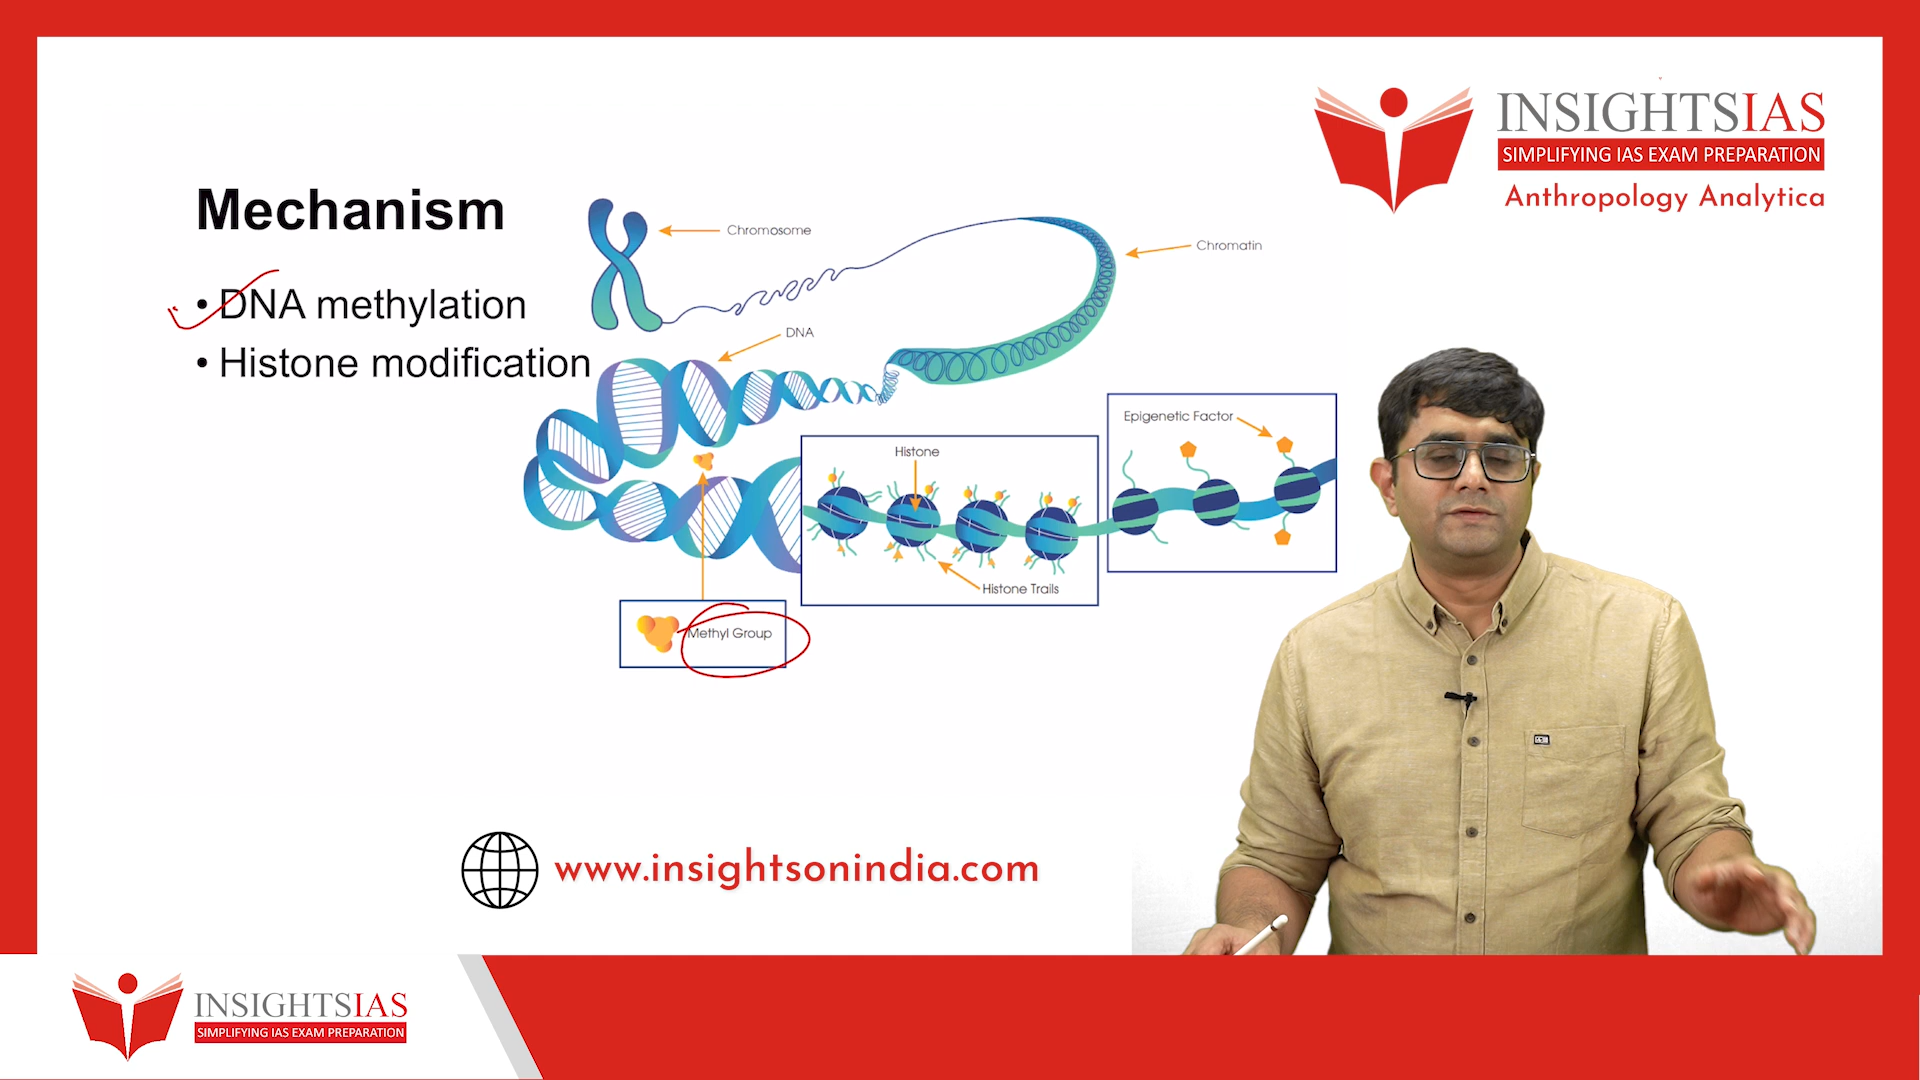 INSIGHTSIAS
SIMPLIFYING IAS EXAM PREPARATION
Anthropology Analytica
Mechanism
• DNA methylation
• Histone modification
Chromosome
Chromatin
DNA
Epigenetic Factor
Histone
Histone Trails
Methyl Group
www.insightsonindia.com
INSIGHTSIAS
SIMPLIFYING IAS EXAM PREPARATION